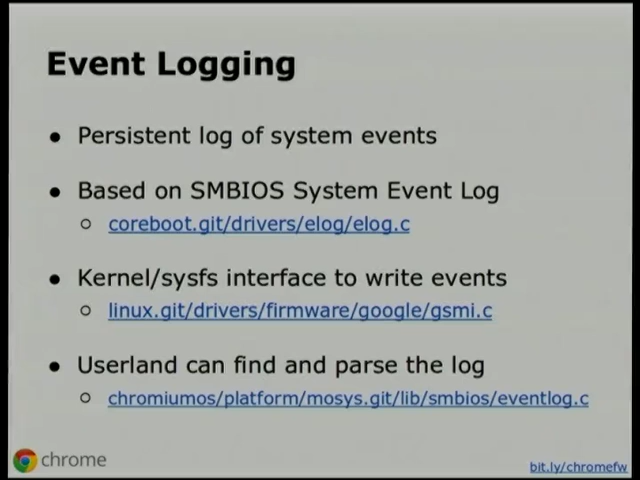 Event Logging
● Persistent log of system events
● Based on SMBIOS System Event Log
○ coreboot.git/drivers/elog/elog.c
● Kernel/sysfs interface to write events
○ linux.git/drivers/firmware/google/gsmi.c
● Userland can find and parse the log
○ chromiumos/platform/mosys.git/lib/smbios/eventlog.c
chrome
bit.ly/chromefw